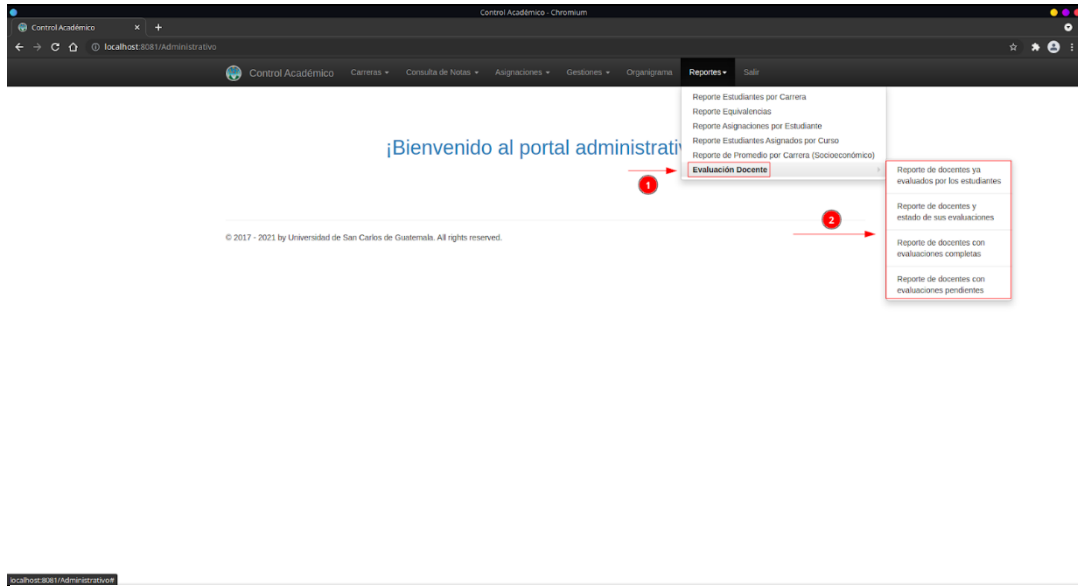 Control Académico - Chromium
Control Académico
localhost:8081/Administrativo
Control Académico Carreras Consulta de Notas Asignaciones Gestiones Organigrama Reportes Salir
Reporte Estudiantes por Carrera
Reporte Equivalencias
Reporte Asignaciones por Estudiante
Reporte Estudiantes Asignados por Curso
Reporte de Promedio por Carrera (Socioeconómico)
Evaluación Docente
¡Bienvenido al portal administrativ
1
Reporte de docentes ya
evaluados por los estudiantes
Reporte de docentes y
estado de sus evaluaciones
Reporte de docentes con
evaluaciones completas
Reporte de docentes con
evaluaciones pendientes
2
© 2017 - 2021 by Universidad de San Carlos de Guatemala. All rights reserved.
localhost:8081/Administrativo#